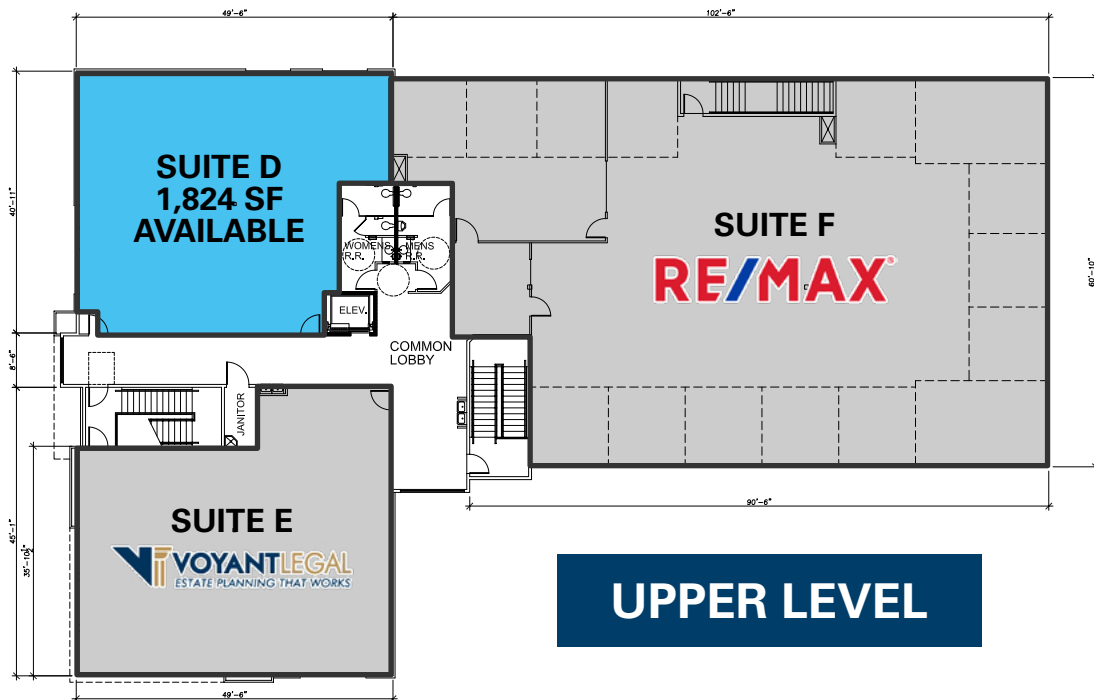 49'-6"
102'-6"
40'-11"
SUITE D
1,824 SF
AVAILABLE
WOMENS
R.R.
MENS
R.R.
ELEV.
SUITE F
RE/MAX®
60'-10"
8'-6"
COMMON
LOBBY
JANITOR
45'-1"
35'-10½"
SUITE E
VOYANTLEGAL
ESTATE PLANNING THAT WORKS
90'-6"
UPPER LEVEL
49'-6"